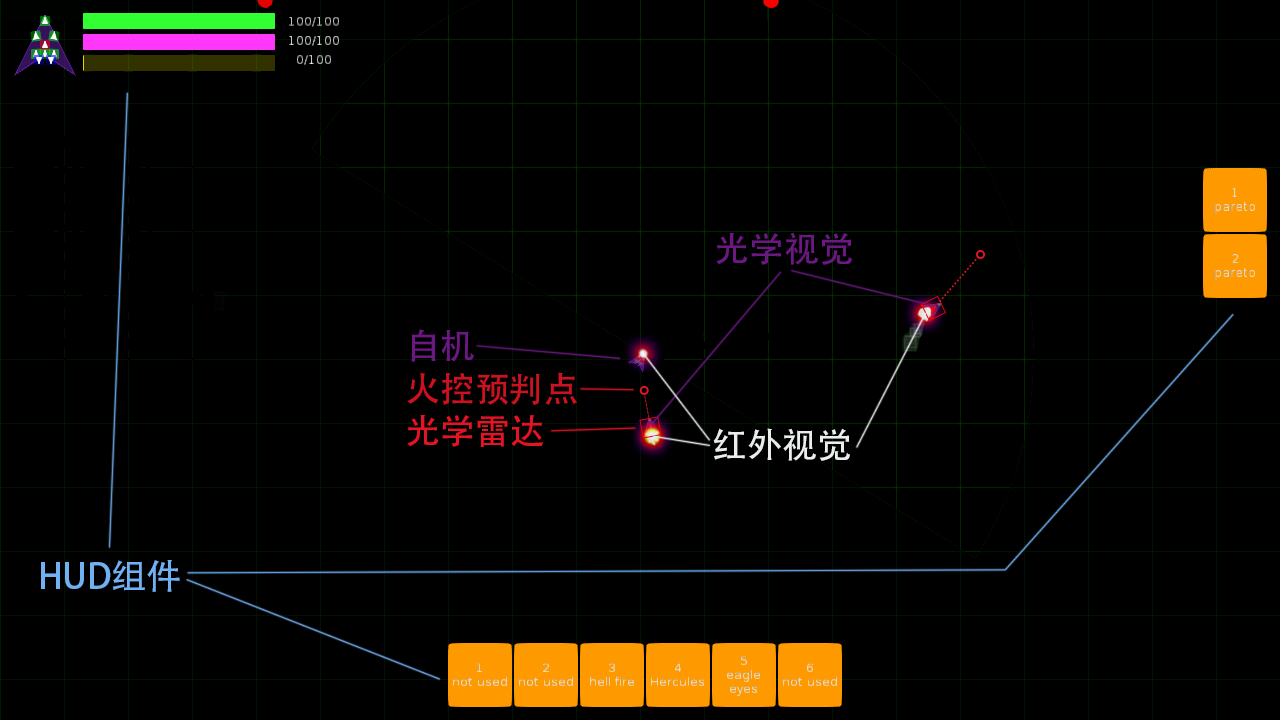 100/100
100/100
0/100
1
pareto
2
pareto
光学视觉
自机
火控预判点
光学雷达
红外视觉
HUD组件
1
not used
2
not used
3
hell fire
4
Hercules
5
eagle
eyes
6
not used